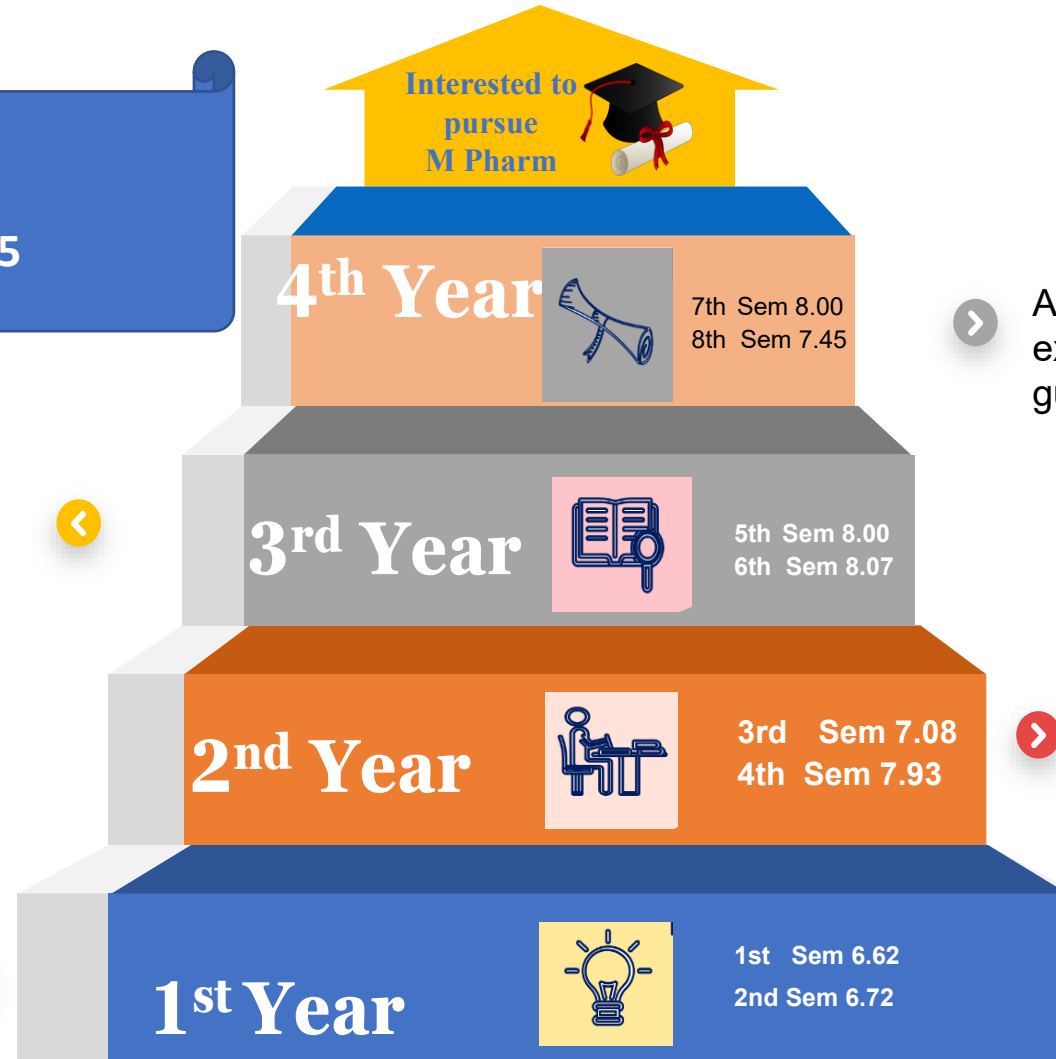 Interested to
pursue
M Pharm
5
4th Year
7th Sem 8.00
8th Sem 7.45
3rd Year
5th Sem 8.00
6th Sem 8.07
2nd Year
3rd Sem 7.08
4th Sem 7.93
1st Year
1st Sem 6.62
2nd Sem 6.72